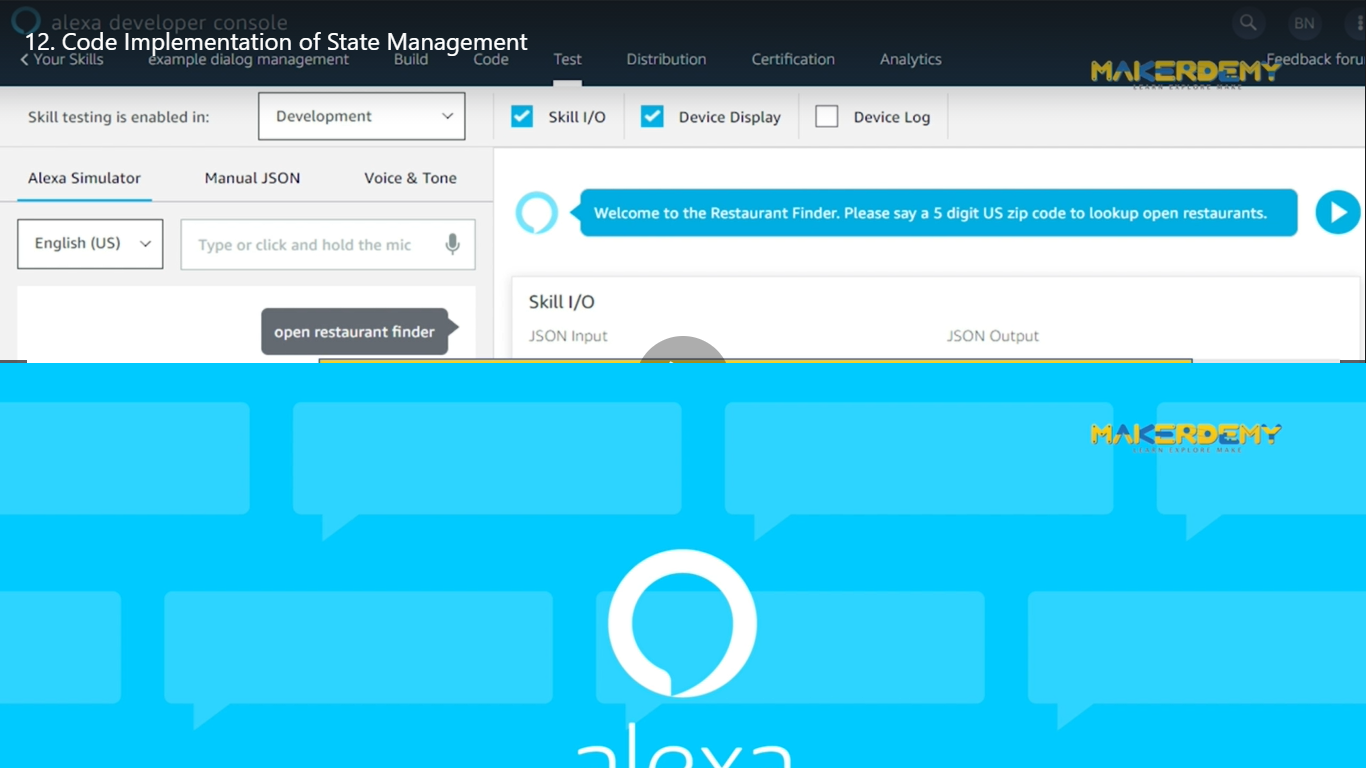 alexa developer console
BN
12. Code Implementation of State Management
Your Skills
example dialog management
Build
Code
Test
Distribution
Certification
Analytics
Feedback foru
MAKERDEMY
LEARN EXPLORE MAKE
Skill testing is enabled in:
Development
Skill I/O
Device Display
Device Log
Alexa Simulator
Manual JSON
Voice & Tone
Welcome to the Restaurant Finder. Please say a 5 digit US zip code to lookup open restaurants.
English (US)
Type or click and hold the mic
Skill I/O
open restaurant finder
JSON Input
JSON Output
MAKERDEMY
LEARN EXPLORE MAKE
alexa